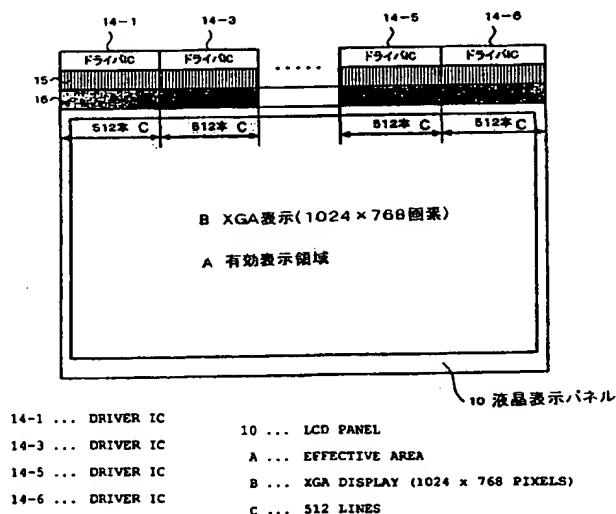 14-1
14-3
14-5
14-6
ドライバIC
ドライバIC
.....
ドライバIC
ドライバIC
15
16
512本 C
512本 C
512本 C
512本 C
B XGA表示(1024×768画素)
A 有効表示領域
10 液晶表示パネル
14-1 ... DRIVER IC
14-3 ... DRIVER IC
14-5 ... DRIVER IC
14-6 ... DRIVER IC
10 ... LCD PANEL
A ... EFFECTIVE AREA
B ... XGA DISPLAY (1024 x 768 PIXELS)
C ... 512 LINES